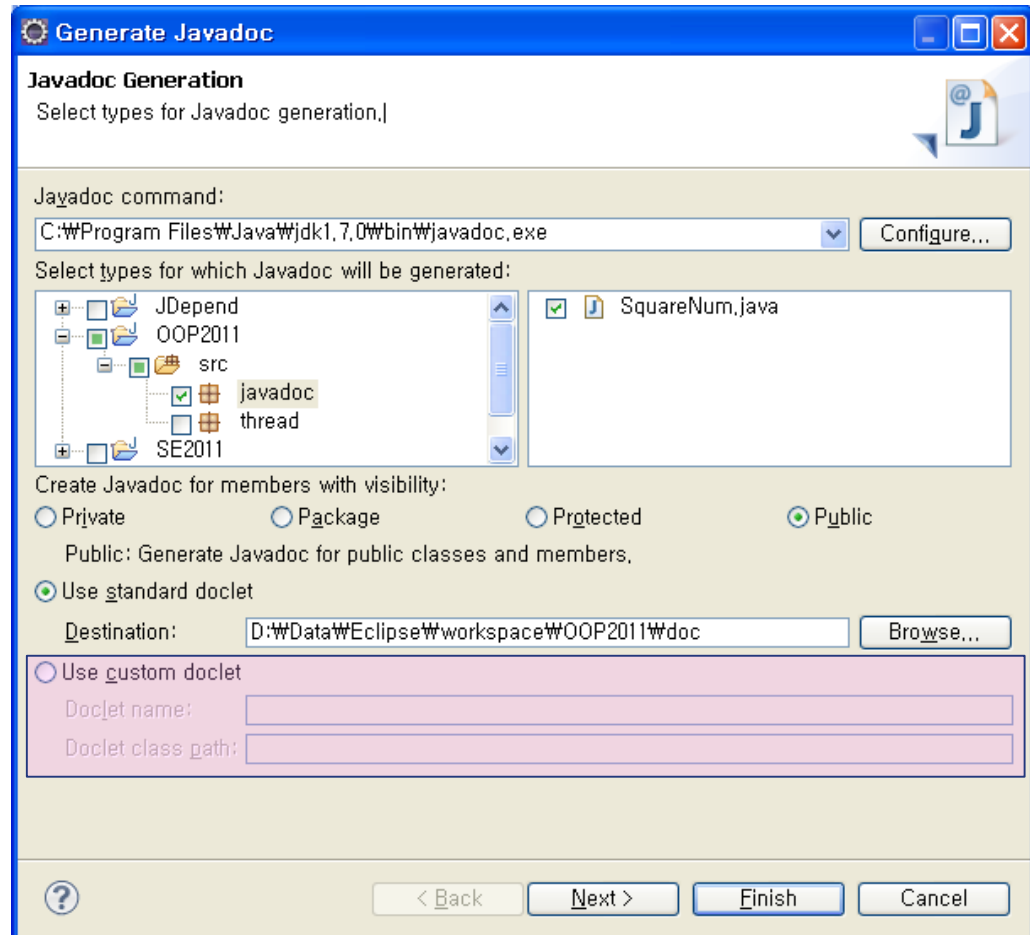 Generate Javadoc
Javadoc Generation
Select types for Javadoc generation.
Javadoc command:
C:₩Program Files₩Java₩jdk1.7.0₩bin₩javadoc.exe
Configure...
Select types for which Javadoc will be generated:
JDepend
SquareNum.java
OOP2011
src
javadoc
thread
SE2011
Create Javadoc for members with visibility:
Private Package Protected Public
Public: Generate Javadoc for public classes and members.
Use standard doclet
Destination: D:₩Data₩Eclipse₩workspace₩OOP2011₩doc Browse...
Use custom doclet
Doclet name:
Doclet class path:
< Back Next > Finish Cancel